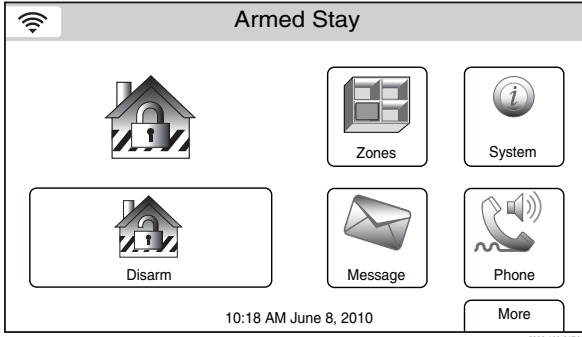 Armed Stay
Zones
System
Disarm
Message
Phone
10:18 AM June 8, 2010
More